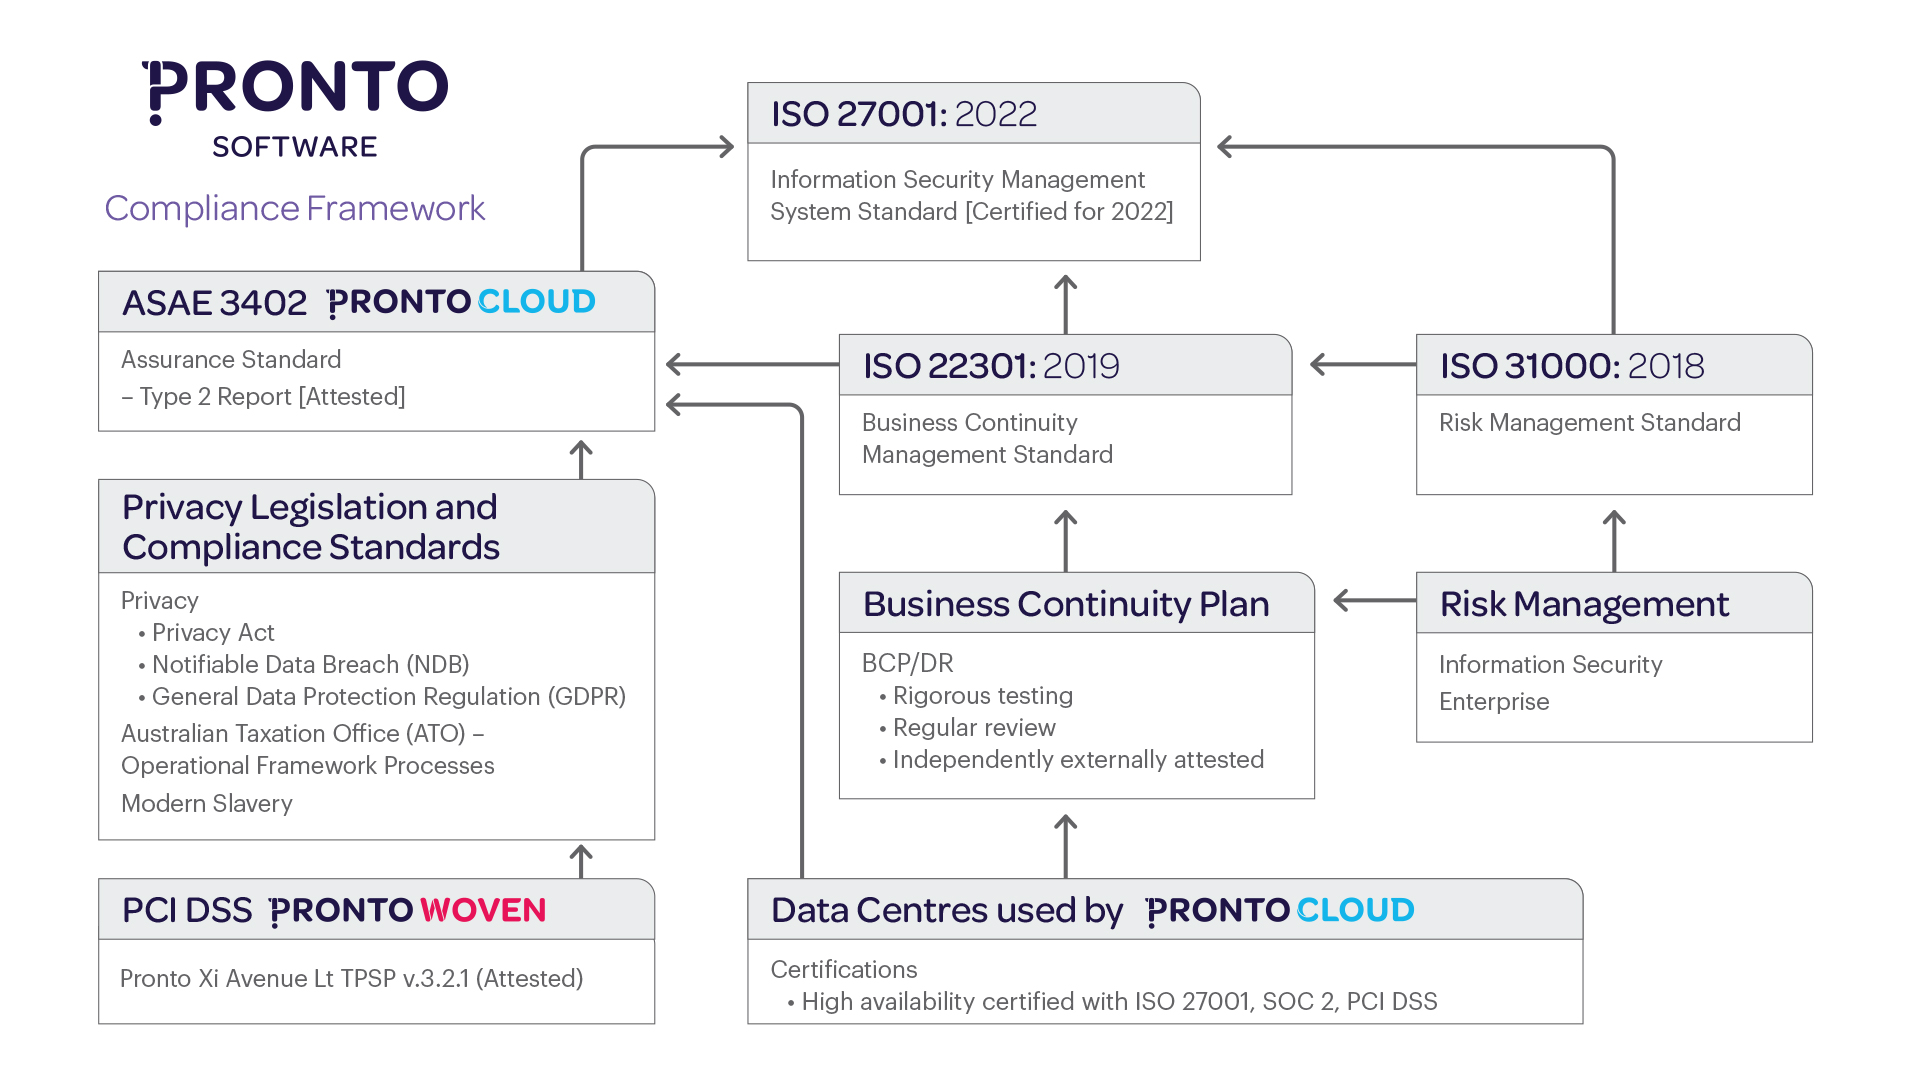 PRONTO
SOFTWARE
Compliance Framework
ISO 27001: 2022
Information Security Management
System Standard [Certified for 2022]
ASAE 3402 PRONTO CLOUD
Assurance Standard
– Type 2 Report [Attested]
ISO 22301: 2019
Business Continuity
Management Standard
ISO 31000: 2018
Risk Management Standard
Privacy Legislation and
Compliance Standards
Privacy
• Privacy Act
• Notifiable Data Breach (NDB)
• General Data Protection Regulation (GDPR)
Australian Taxation Office (ATO) –
Operational Framework Processes
Modern Slavery
Business Continuity Plan
BCP/DR
• Rigorous testing
• Regular review
• Independently externally attested
Risk Management
Information Security
Enterprise
PCI DSS PRONTO WOVEN
Pronto Xi Avenue Lt TPSP v.3.2.1 (Attested)
Data Centres used by PRONTO CLOUD
Certifications
• High availability certified with ISO 27001, SOC 2, PCI DSS